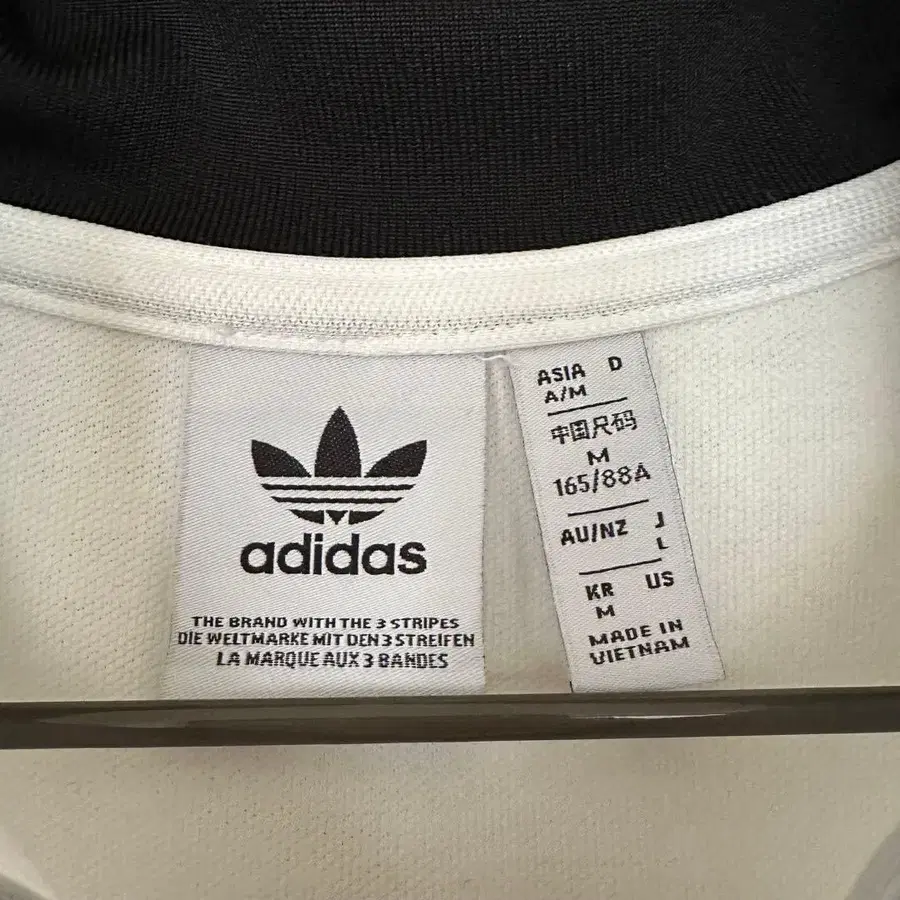 adidas
THE BRAND WITH THE 3 STRIPES
DIE WELTMARKE MIT DEN 3 STREIFEN
LA MARQUE AUX 3 BANDES
ASIA D
A/M
中国尺码
M
165/88A
AU/NZ J
L
KR US
M
MADE IN
VIETNAM